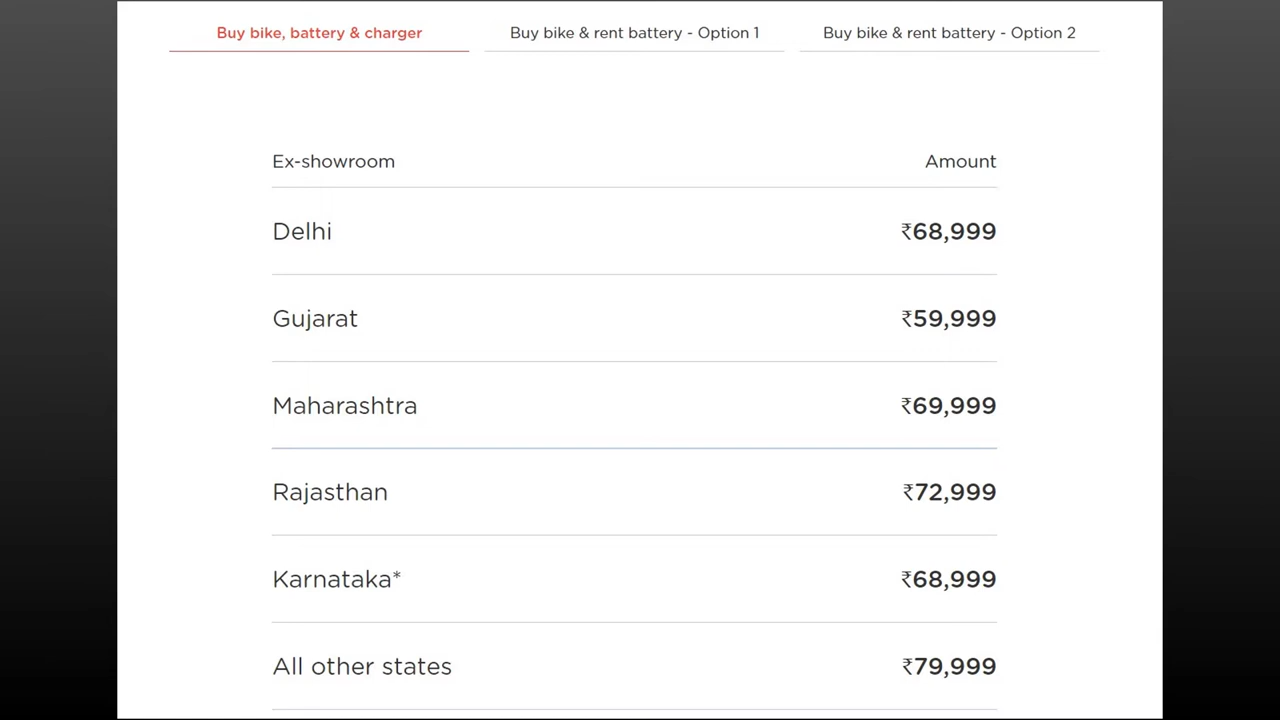 Buy bike, battery & charger
Buy bike & rent battery - Option 1
Buy bike & rent battery - Option 2
Ex-showroom Amount
Delhi ₹68,999
Gujarat ₹59,999
Maharashtra ₹69,999
Rajasthan ₹72,999
Karnataka* ₹68,999
All other states ₹79,999